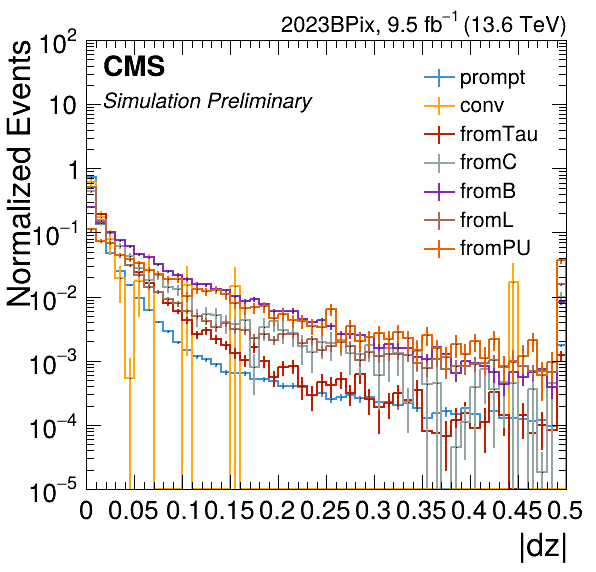 2023BPix, 9.5 fb⁻¹ (13.6 TeV)
CMS
Simulation Preliminary
prompt
conv
fromTau
fromC
fromB
fromL
fromPU
Normalized Events
10²
10
1
10⁻¹
10⁻²
10⁻³
10⁻⁴
10⁻⁵
0 0.05 0.1 0.15 0.2 0.25 0.3 0.35 0.4 0.45 0.5
|dz|